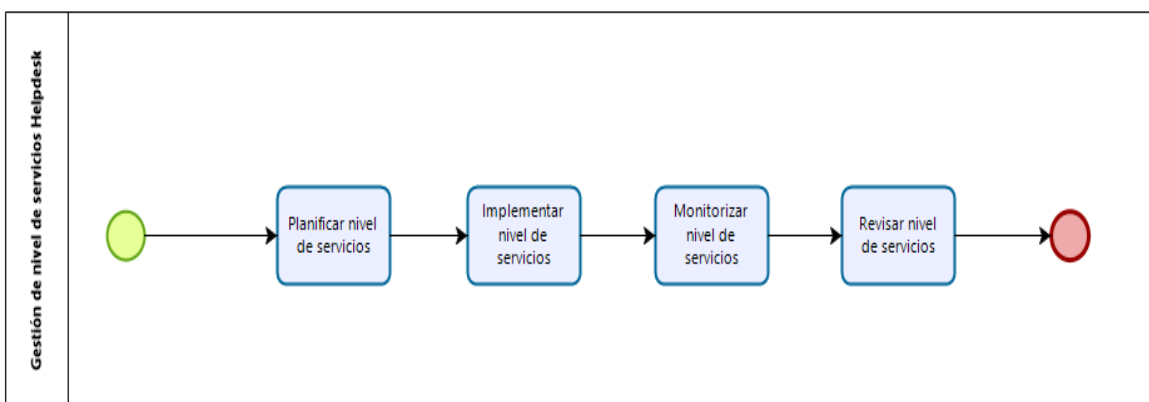 Gestión de nivel de servicios Helpdesk
Planificar nivel
de servicios
Implementar
nivel de
servicios
Monitorizar
nivel de
servicios
Revisar nivel
de servicios